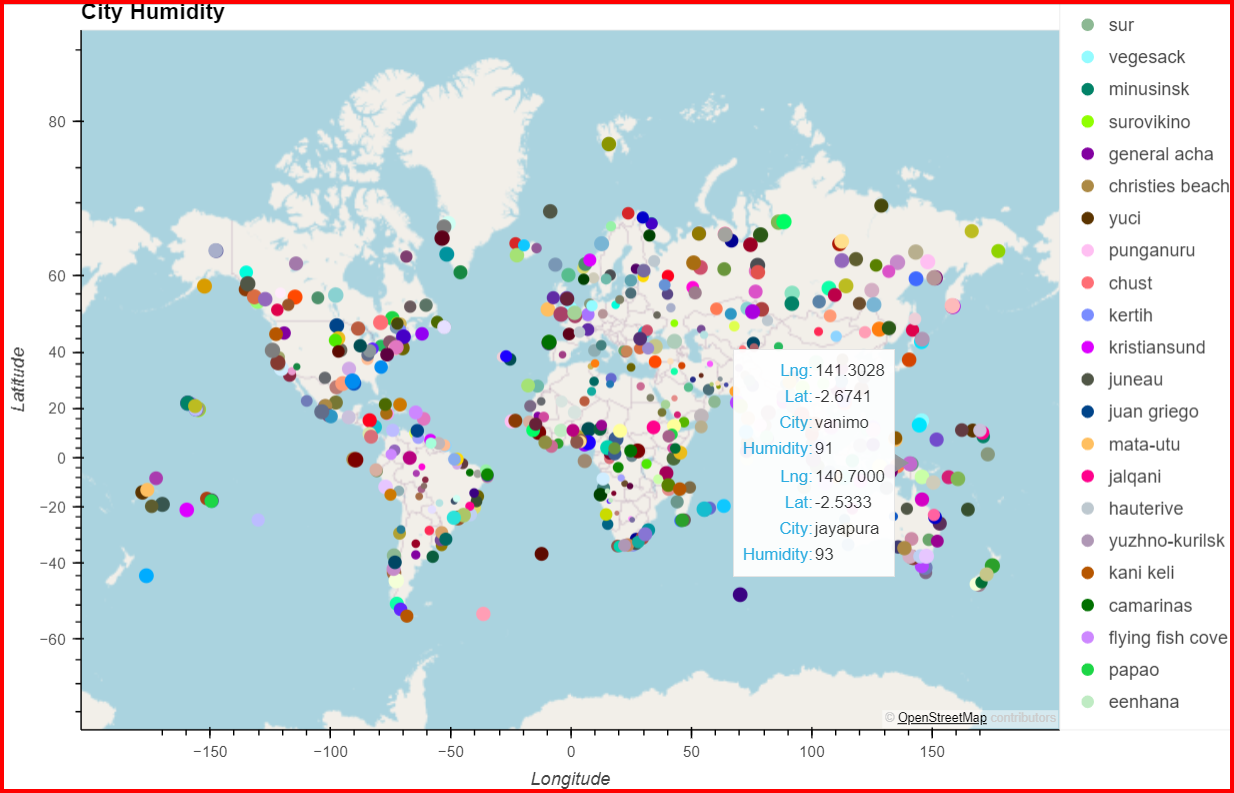 City Humidity
80
60
40
20
0
−20
−40
−60
Latitude
−150
−100
−50
0
50
100
150
Longitude
Lng: 141.3028
Lat: -2.6741
City: vanimo
Humidity: 91
Lng: 140.7000
Lat: -2.5333
City: jayapura
Humidity: 93
© OpenStreetMap contributors
sur
vegesack
minusinsk
surovikino
general acha
christies beach
yuci
punganuru
chust
kertih
kristiansund
juneau
juan griego
mata-utu
jalqani
hauterive
yuzhno-kurilsk
kani keli
camarinas
flying fish cove
papao
eenhana